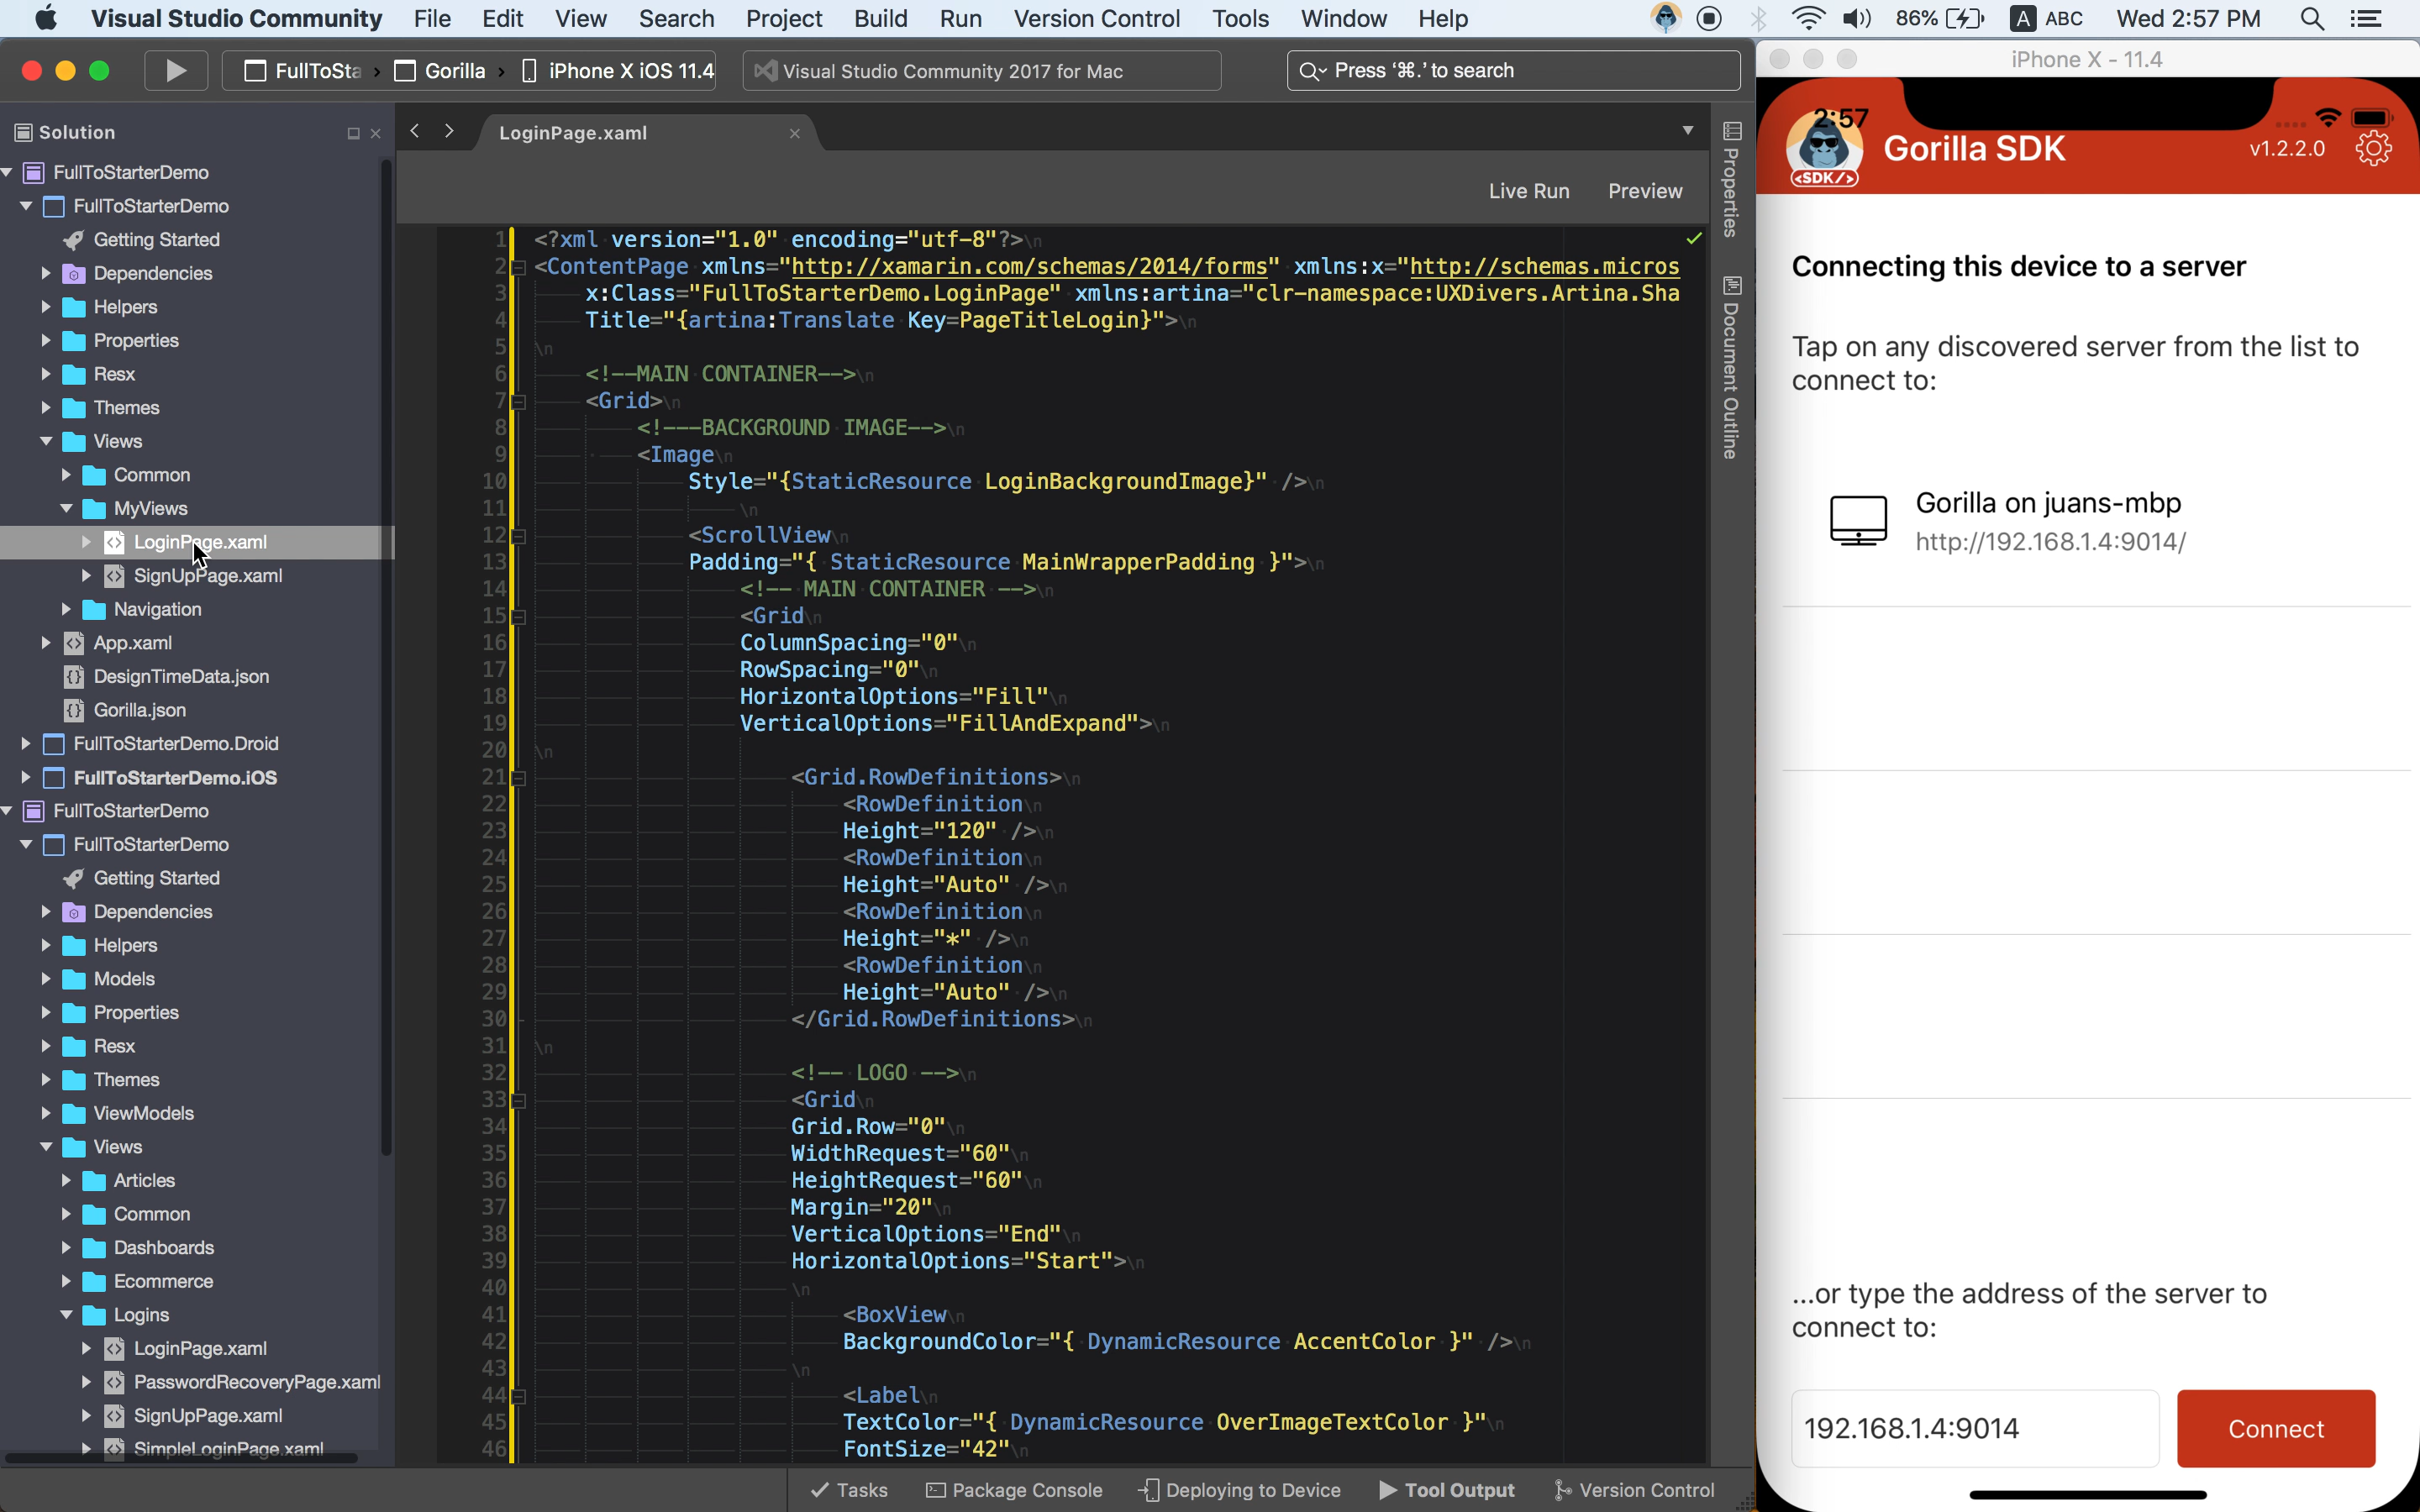 Visual Studio Community File Edit View Search Project Build Run Version Control Tools Window Help 86% A ABC Wed 2:57 PM
FullToSta Gorilla iPhone X iOS 11.4 Visual Studio Community 2017 for Mac Press ‘⌘.’ to search
Solution
FullToStarterDemo
FullToStarterDemo
Getting Started
Dependencies
Helpers
Properties
Resx
Themes
Views
Common
MyViews
LoginPage.xaml
SignUpPage.xaml
Navigation
App.xaml
DesignTimeData.json
Gorilla.json
FullToStarterDemo.Droid
FullToStarterDemo.iOS
FullToStarterDemo
FullToStarterDemo
Getting Started
Dependencies
Helpers
Models
Properties
Resx
Themes
ViewModels
Views
Articles
Common
Dashboards
Ecommerce
Logins
LoginPage.xaml
PasswordRecoveryPage.xaml
SignUpPage.xaml
SimpleLoginPage.xaml
LoginPage.xaml
Live Run Preview
1 <?xml version="1.0" encoding="utf-8"?>\n
2 <ContentPage xmlns="http://xamarin.com/schemas/2014/forms" xmlns:x="http://schemas.micros
3 x:Class="FullToStarterDemo.LoginPage" xmlns:artina="clr-namespace:UXDivers.Artina.Sha
4 Title="{artina:Translate Key=PageTitleLogin}">\n
5 \n
6 <!--MAIN CONTAINER-->\n
7 <Grid>\n
8 <!---BACKGROUND IMAGE-->\n
9 <Image\n
10 Style="{StaticResource LoginBackgroundImage}" />\n
11 \n
12 <ScrollView\n
13 Padding="{ StaticResource MainWrapperPadding }">\n
14 <!-- MAIN CONTAINER -->\n
15 <Grid\n
16 ColumnSpacing="0"\n
17 RowSpacing="0"\n
18 HorizontalOptions="Fill"\n
19 VerticalOptions="FillAndExpand">\n
20 \n
21 <Grid.RowDefinitions>\n
22 <RowDefinition\n
23 Height="120" />\n
24 <RowDefinition\n
25 Height="Auto" />\n
26 <RowDefinition\n
27 Height="*" />\n
28 <RowDefinition\n
29 Height="Auto" />\n
30 </Grid.RowDefinitions>\n
31 \n
32 <!-- LOGO -->\n
33 <Grid\n
34 Grid.Row="0"\n
35 WidthRequest="60"\n
36 HeightRequest="60"\n
37 Margin="20"\n
38 VerticalOptions="End"\n
39 HorizontalOptions="Start">\n
40 \n
41 <BoxView\n
42 BackgroundColor="{ DynamicResource AccentColor }" />\n
43 \n
44 <Label\n
45 TextColor="{ DynamicResource OverImageTextColor }"\n
46 FontSize="42"\n
Properties
Document Outline
Tasks Package Console Deploying to Device Tool Output Version Control
iPhone X - 11.4
2:57
<SDK/>
Gorilla SDK v1.2.2.0
Connecting this device to a server
Tap on any discovered server from the list to
connect to:
Gorilla on juans-mbp
http://192.168.1.4:9014/
...or type the address of the server to
connect to:
192.168.1.4:9014 Connect